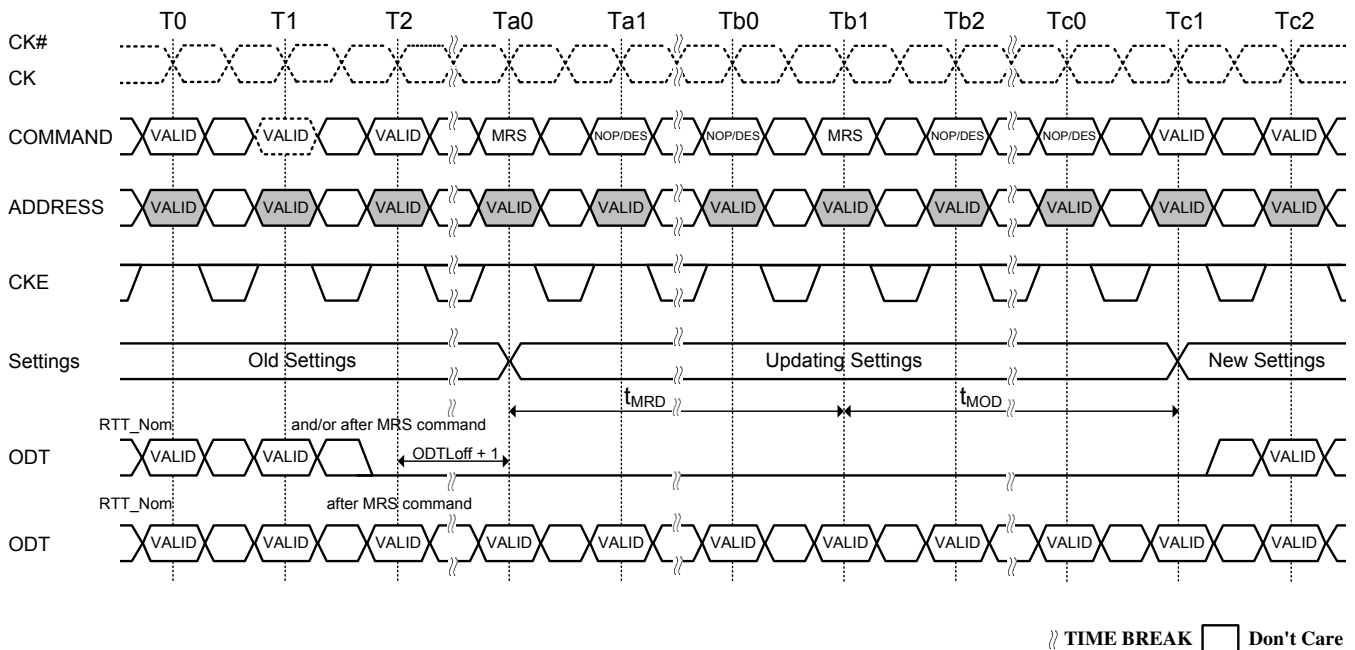 T0 T1 T2 Ta0 Ta1 Tb0 Tb1 Tb2 Tc0 Tc1 Tc2
CK#
CK
COMMAND VALID VALID VALID MRS NOP/DES NOP/DES MRS NOP/DES NOP/DES VALID VALID
ADDRESS VALID VALID VALID VALID VALID VALID VALID VALID VALID VALID VALID
CKE
Settings Old Settings Updating Settings New Settings
tMRD tMOD
RTT_Nom and/or after MRS command
ODT VALID VALID ODTLoff + 1 VALID
RTT_Nom after MRS command
ODT VALID VALID VALID VALID VALID VALID VALID VALID VALID VALID VALID
TIME BREAK Don't Care